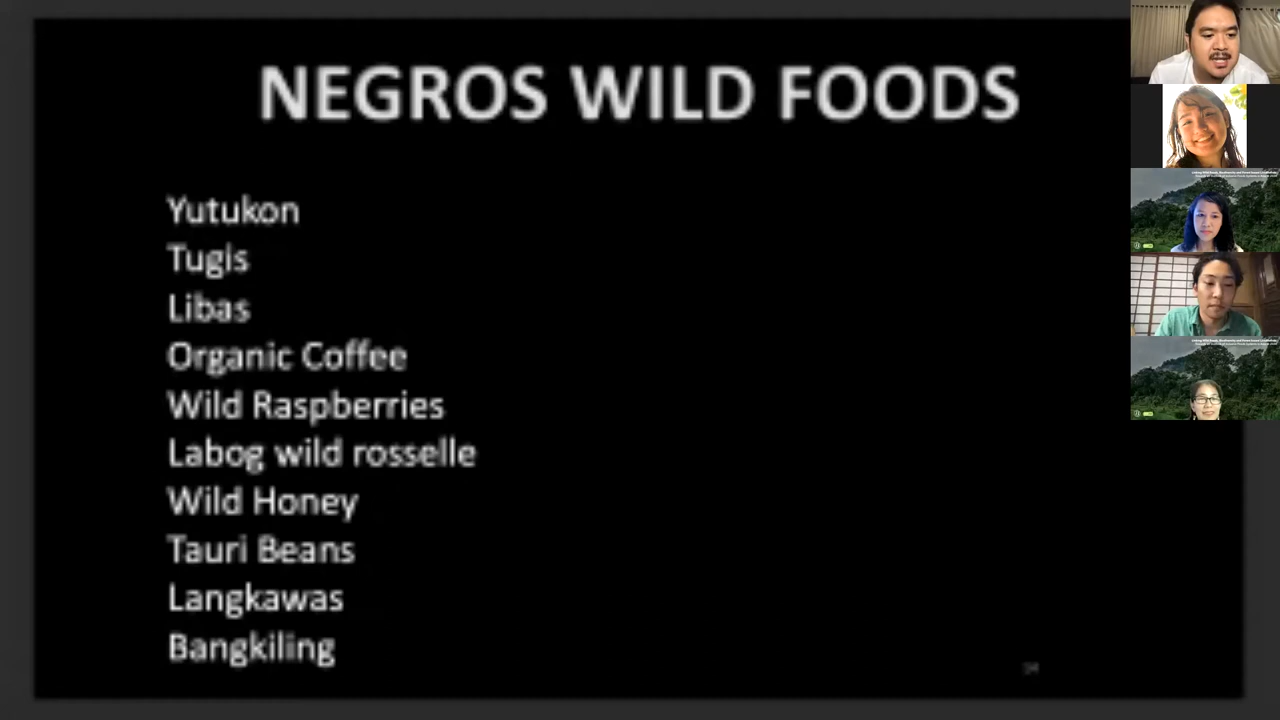 NEGROS WILD FOODS
Yutukon
Tugis
Libas
Organic Coffee
Wild Raspberries
Labog wild rosselle
Wild Honey
Tauri Beans
Langkawas
Bangkiling